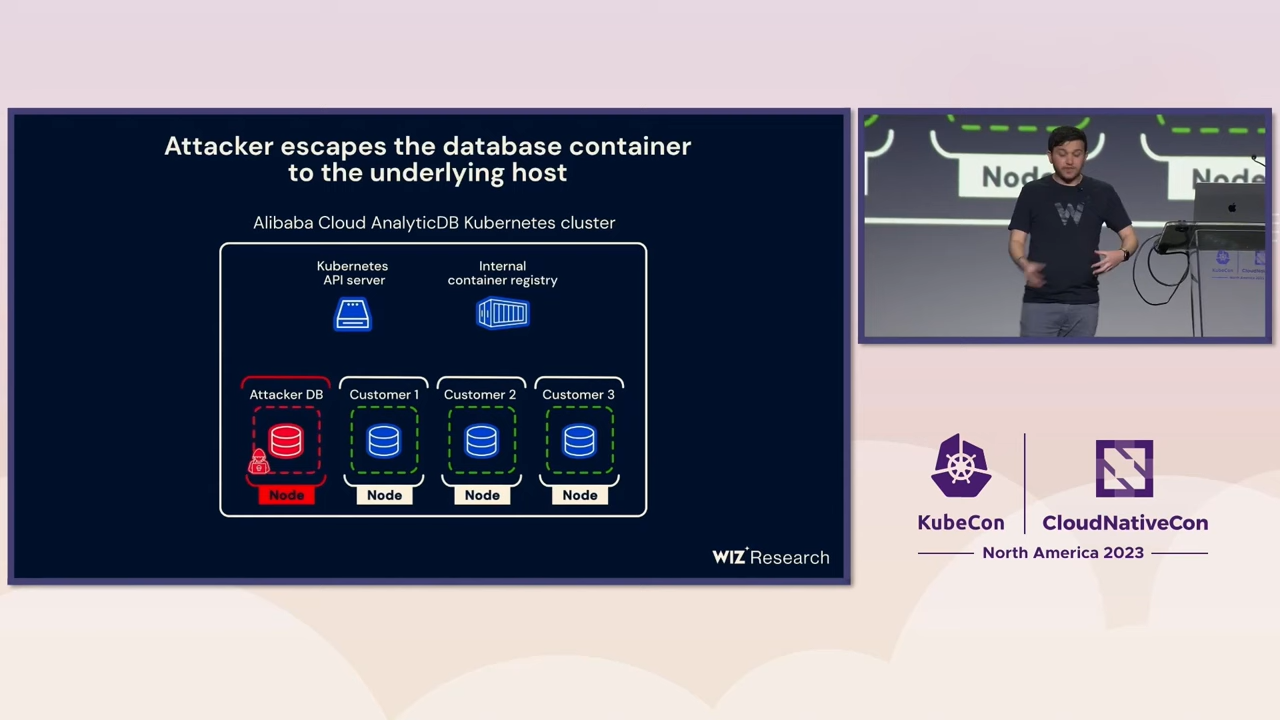 Attacker escapes the database container
to the underlying host
Alibaba Cloud AnalyticDB Kubernetes cluster
Kubernetes
API server
Internal
container registry
Attacker DB
Customer 1
Customer 2
Customer 3
Node
Node
Node
Node
WIZ Research
Node
Node
W
KubeCon
CloudNativeCon
North America 2023